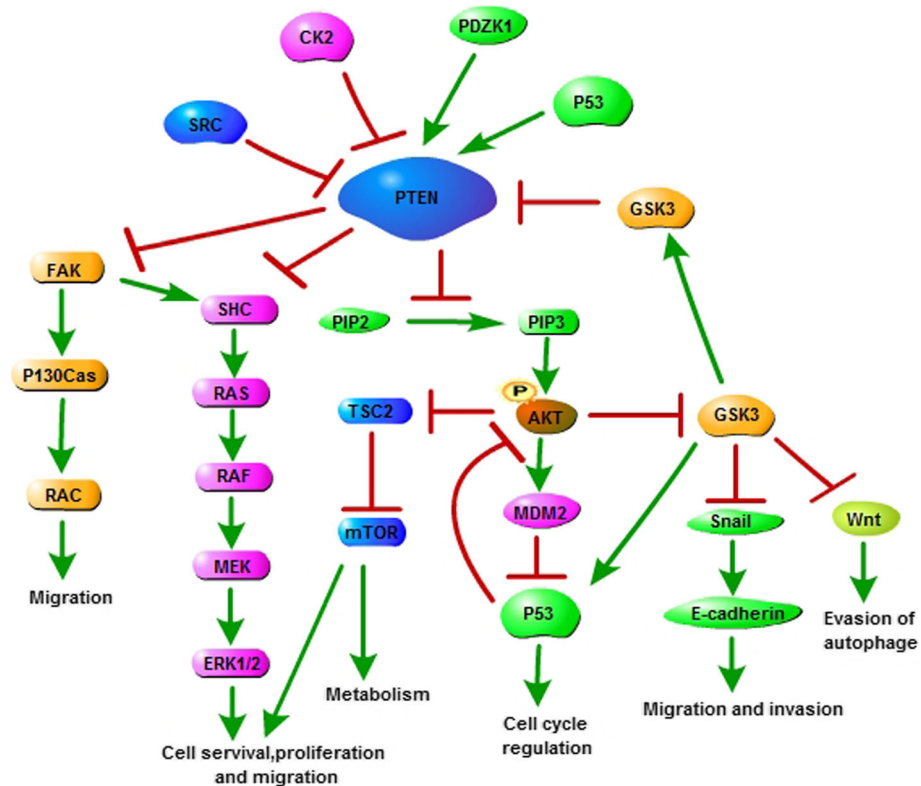 PDZK1
CK2
P53
SRC
PTEN
GSK3
FAK
SHC
PIP2
PIP3
P130Cas
RAS
P
TSC2
AKT
GSK3
RAF
RAC
MDM2
Snail
Wnt
mTOR
MEK
Migration
P53
E-cadherin
Evasion of
autophage
ERK1/2
Metabolism
Migration and invasion
Cell cycle
regulation
Cell servival,proliferation
and migration